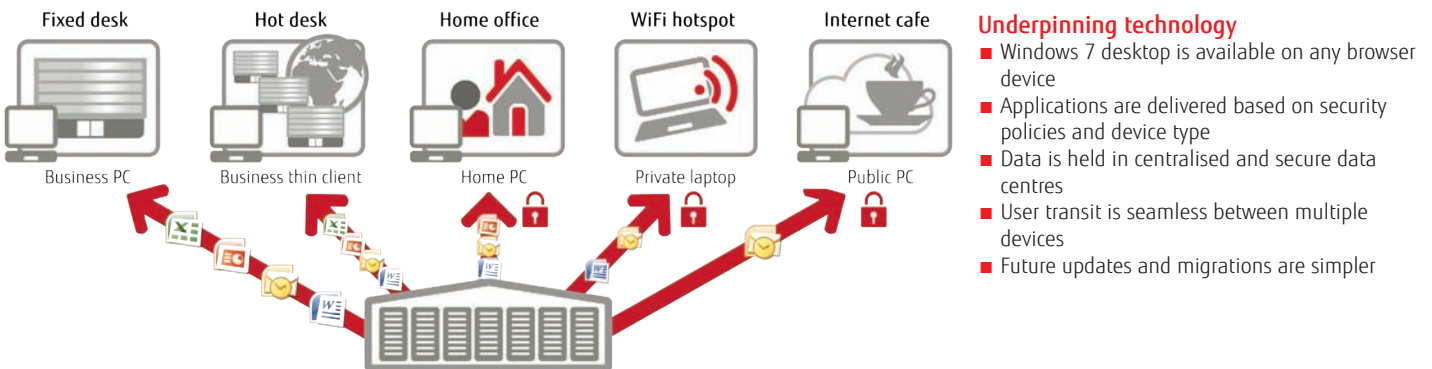 Fixed desk
Hot desk
Home office
WiFi hotspot
Internet cafe
Business PC
Business thin client
Home PC
Private laptop
Public PC
W
Underpinning technology
■ Windows 7 desktop is available on any browser
device
■ Applications are delivered based on security
policies and device type
■ Data is held in centralised and secure data
centres
■ User transit is seamless between multiple
devices
■ Future updates and migrations are simpler